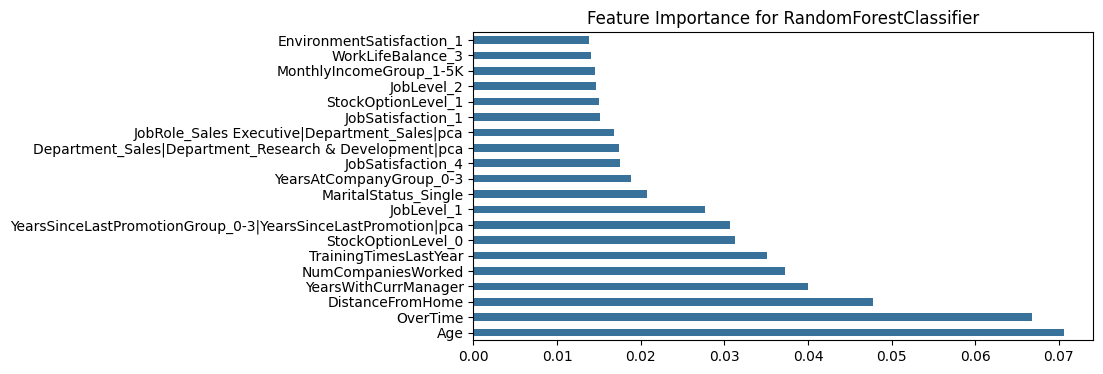 Feature Importance for RandomForestClassifier
EnvironmentSatisfaction_1
WorkLifeBalance_3
MonthlyIncomeGroup_1-5K
JobLevel_2
StockOptionLevel_1
JobSatisfaction_1
JobRole_Sales Executive|Department_Sales|pca
Department_Sales|Department_Research & Development|pca
JobSatisfaction_4
YearsAtCompanyGroup_0-3
MaritalStatus_Single
JobLevel_1
YearsSinceLastPromotionGroup_0-3|YearsSinceLastPromotion|pca
StockOptionLevel_0
TrainingTimesLastYear
NumCompaniesWorked
YearsWithCurrManager
DistanceFromHome
OverTime
Age
0.00 0.01 0.02 0.03 0.04 0.05 0.06 0.07